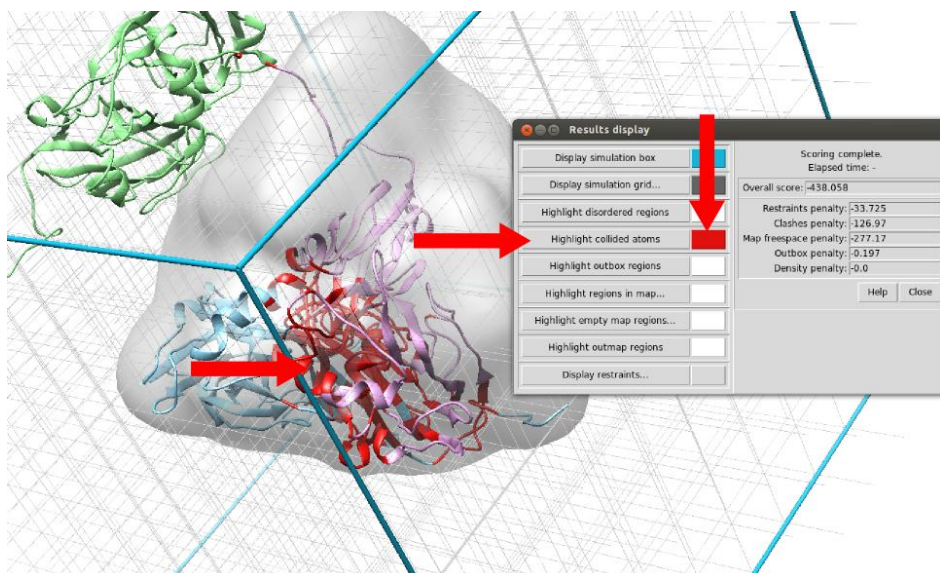 Results display
Display simulation box
Display simulation grid...
Highlight disordered regions
Highlight collided atoms
Highlight outbox regions
Highlight regions in map...
Highlight empty map regions...
Highlight outmap regions
Display restraints...
Scoring complete.
Elapsed time: -
Overall score: -438.058
Restraints penalty: -33.725
Clashes penalty: -126.97
Map freespace penalty: -277.17
Outbox penalty: -0.197
Density penalty: -0.0
Help Close